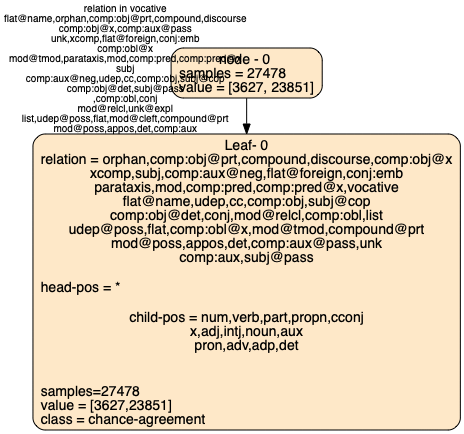 relation in vocative
flat@name,orphan,comp:obj@prt,compound,discourse
comp:obj@x,comp:aux@pass
unk,xcomp,flat@foreign,conj:emb
comp:obl@x
mod@tmod,parataxis,mod,comp:pred,comp:pred@x
subj
comp:aux@neg,udep,cc,comp:obj,subj@cop
comp:obj@det,subj@pass
,comp:obl,conj
mod@relcl,unk@expl
list,udep@poss,flat,mod@cleft,compound@prt
mod@poss,appos,det,comp:aux
node - 0
samples = 27478
value = [3627, 23851]
Leaf- 0
relation = orphan,comp:obj@prt,compound,discourse,comp:obj@x
xcomp,subj,comp:aux@neg,flat@foreign,conj:emb
parataxis,mod,comp:pred,comp:pred@x,vocative
flat@name,udep,cc,comp:obj,subj@cop
comp:obj@det,conj,mod@relcl,comp:obl,list
udep@poss,flat,comp:obl@x,mod@tmod,compound@prt
mod@poss,appos,det,comp:aux@pass,unk
comp:aux,subj@pass
head-pos = *
child-pos = num,verb,part,propn,cconj
x,adj,intj,noun,aux
pron,adv,adp,det
samples=27478
value = [3627,23851]
class = chance-agreement